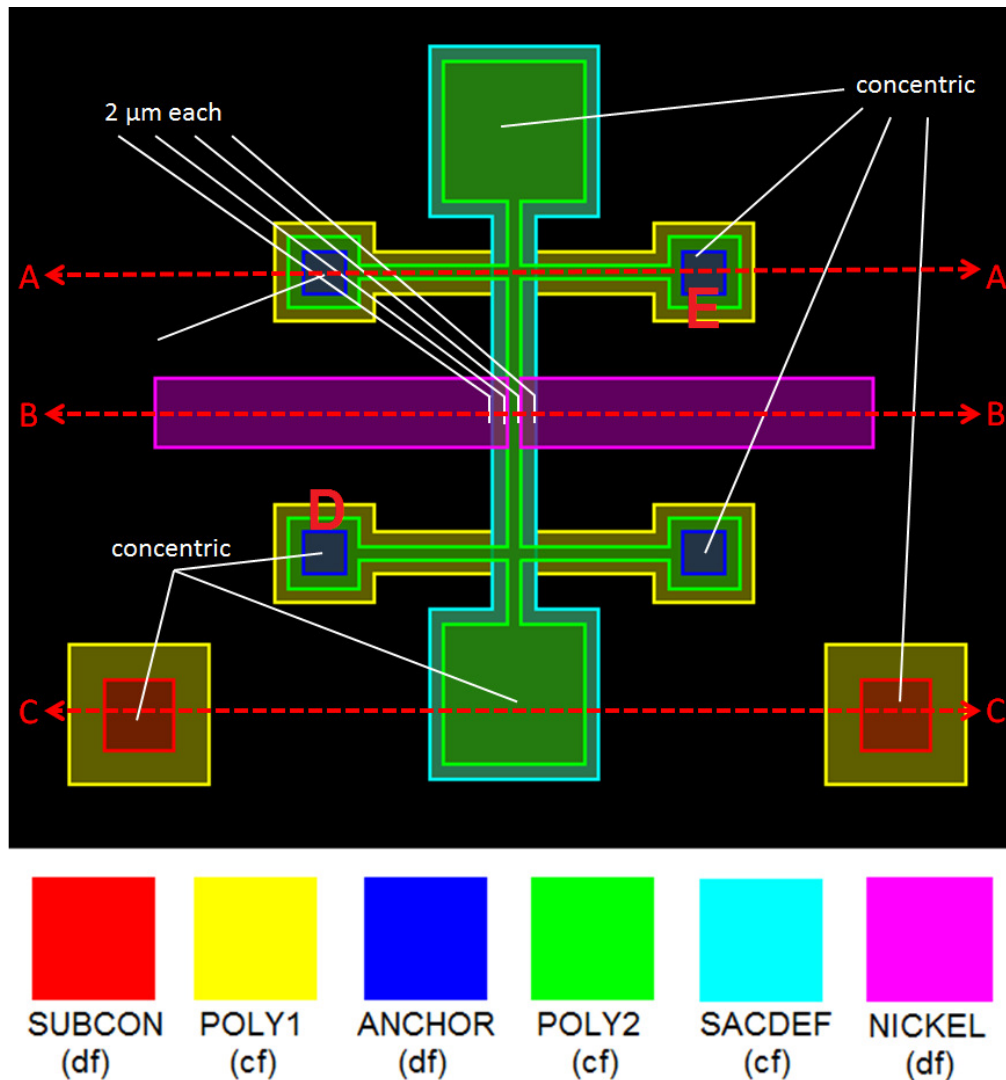 concentric
2 μm each
A
A
E
B
B
D
concentric
C
C
SUBCON
(df)
POLY1
(cf)
ANCHOR
(df)
POLY2
(cf)
SACDEF
(cf)
NICKEL
(df)